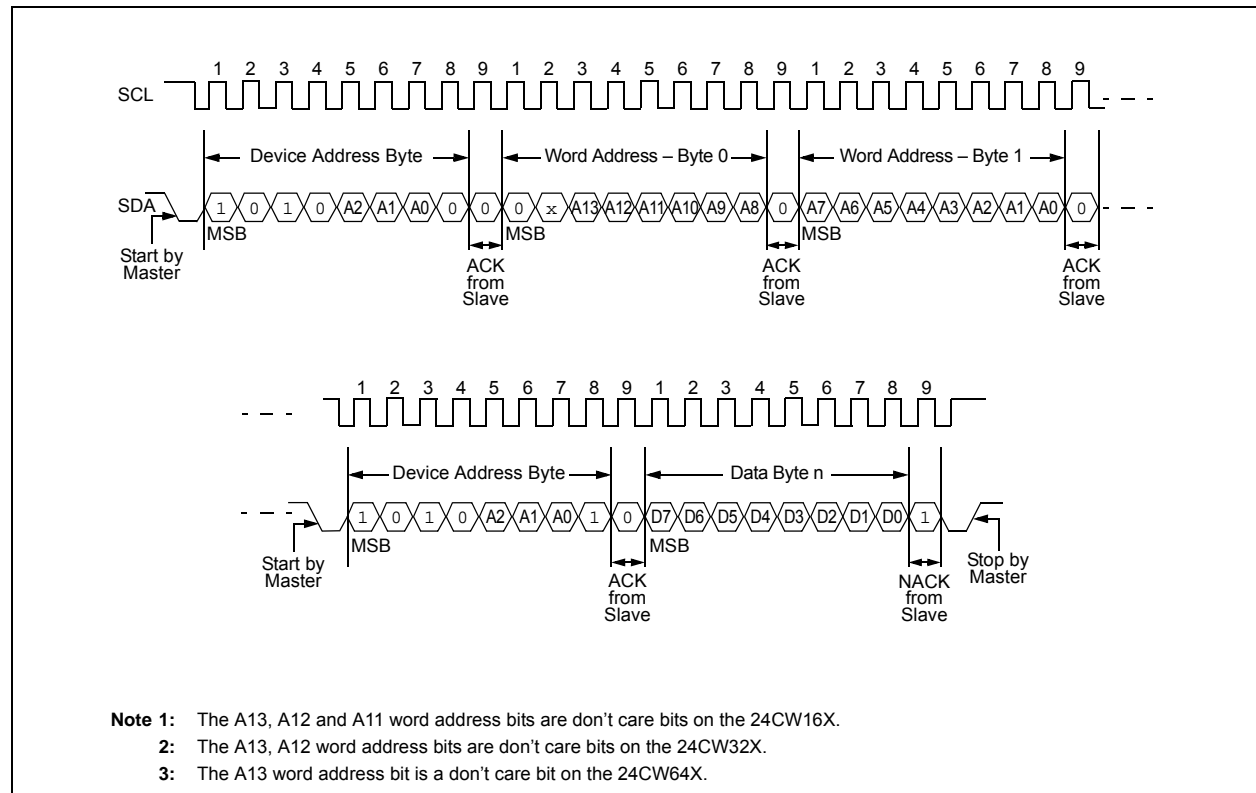 1 2 3 4 5 6 7 8 9 1 2 3 4 5 6 7 8 9 1 2 3 4 5 6 7 8 9
SCL
Device Address Byte Word Address – Byte 0 Word Address – Byte 1
SDA 1 0 1 0 A2 A1 A0 0 0 0 x A13 A12 A11 A10 A9 A8 0 A7 A6 A5 A4 A3 A2 A1 A0 0
MSB MSB MSB
Start by
Master
ACK
from
Slave
ACK
from
Slave
ACK
from
Slave
1 2 3 4 5 6 7 8 9 1 2 3 4 5 6 7 8 9
Device Address Byte Data Byte n
1 0 1 0 A2 A1 A0 1 0 D7 D6 D5 D4 D3 D2 D1 D0 1
MSB MSB
Start by
Master
ACK
from
Slave
NACK
from
Slave
Stop by
Master
Note 1: The A13, A12 and A11 word address bits are don’t care bits on the 24CW16X.
2: The A13, A12 word address bits are don’t care bits on the 24CW32X.
3: The A13 word address bit is a don’t care bit on the 24CW64X.